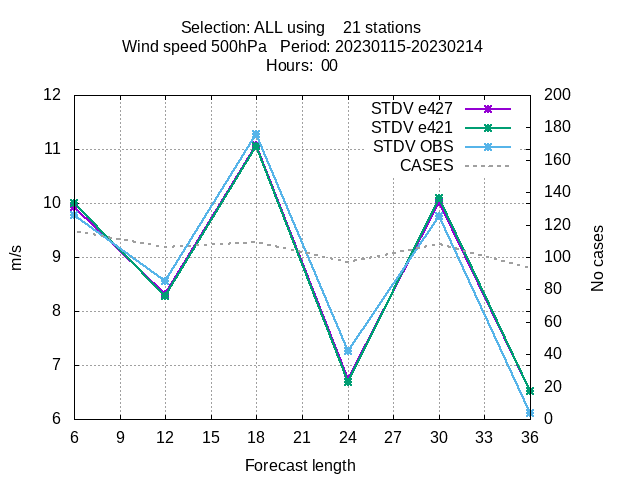 Selection: ALL using    21 stations
Wind speed 500hPa   Period: 20230115-20230214
Hours:  00
STDV e427
STDV e421
STDV OBS
CASES
12
11
10
9
8
7
6
m/s
200
180
160
140
120
100
80
60
40
20
0
No cases
6 9 12 15 18 21 24 27 30 33 36
Forecast length